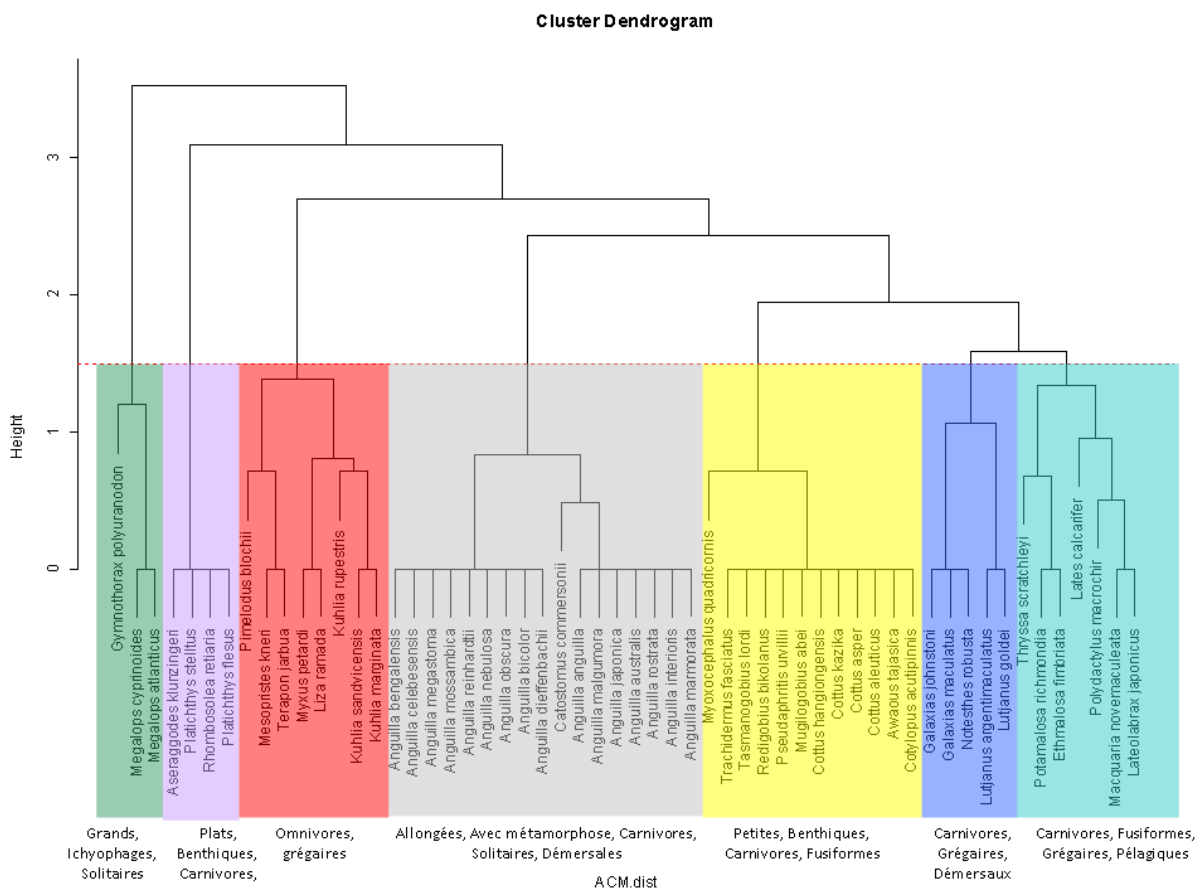 Cluster Dendrogram
Height
3
2
1
0
Gymnothorax polyuranodon
Megalops cyprinoides
Megalops atlanticus
Aseraggodes klunzingeri
Platichthys stelltus
Rhombosolea retiaria
Platichthys flesus
Pimelodus blochii
Mesopristes kneri
Terapon jarbua
Myxus petardi
Liza ramada
Kuhlia rupestris
Kuhlia sandvicensis
Kuhlia marginata
Anguilla bengalensis
Anguilla celebesensis
Anguilla megastoma
Anguilla mossambica
Anguilla reinhardtii
Anguilla nebulosa
Anguilla obscura
Anguilla bicolor
Anguilla dieffenbachii
Catostomus commersonii
Anguilla anguilla
Anguilla malgumora
Anguilla japonica
Anguilla australis
Anguilla rostrata
Anguilla interioris
Anguilla marmorata
Myoxocephalus quadricornis
Trachidermus fasciatus
Tasmanogobius lordi
Redigobius bikolanus
Pseudaphritis urvillii
Mugilogobius abei
Cottus hangiongensis
Cottus kazika
Cottus asper
Cottus aleuticus
Awaous tajasica
Cotylopus acutipinnis
Galaxias johnstoni
Galaxias maculatus
Notesthes robusta
Lutjanus argentimaculatus
Lutjanus goldei
Thryssa scratchleyi
Potamalosa richmondia
Ethmalosa fimbriata
Lates calcarifer
Polydactylus macrochir
Macquaria novemaculeata
Lateolabrax japonicus
Grands,
Ichyophages,
Solitaires
Plats,
Benthiques,
Carnivores,
Omnivores,
grégaires
Allongées, Avec métamorphose, Carnivores,
Solitaires, Démersales
Petites, Benthiques,
Carnivores, Fusiformes
Carnivores,
Grégaires,
Démersaux
Carnivores, Fusiformes,
Grégaires, Pélagiques
ACM.dist